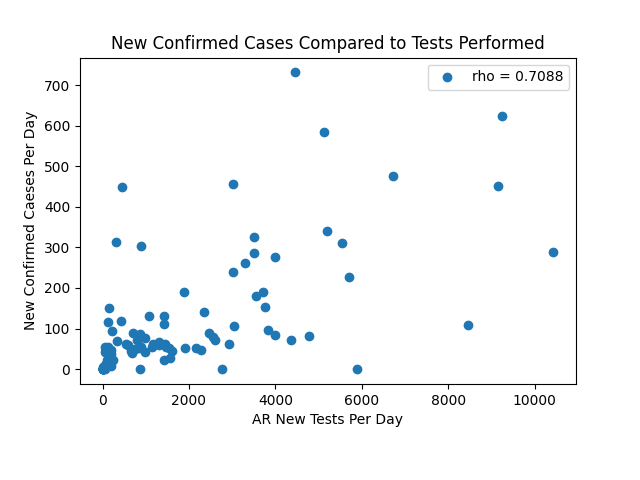 New Confirmed Cases Compared to Tests Performed
rho = 0.7088
700
600
500
400
300
200
100
0
New Confirmed Caeses Per Day
0 2000 4000 6000 8000 10000
AR New Tests Per Day